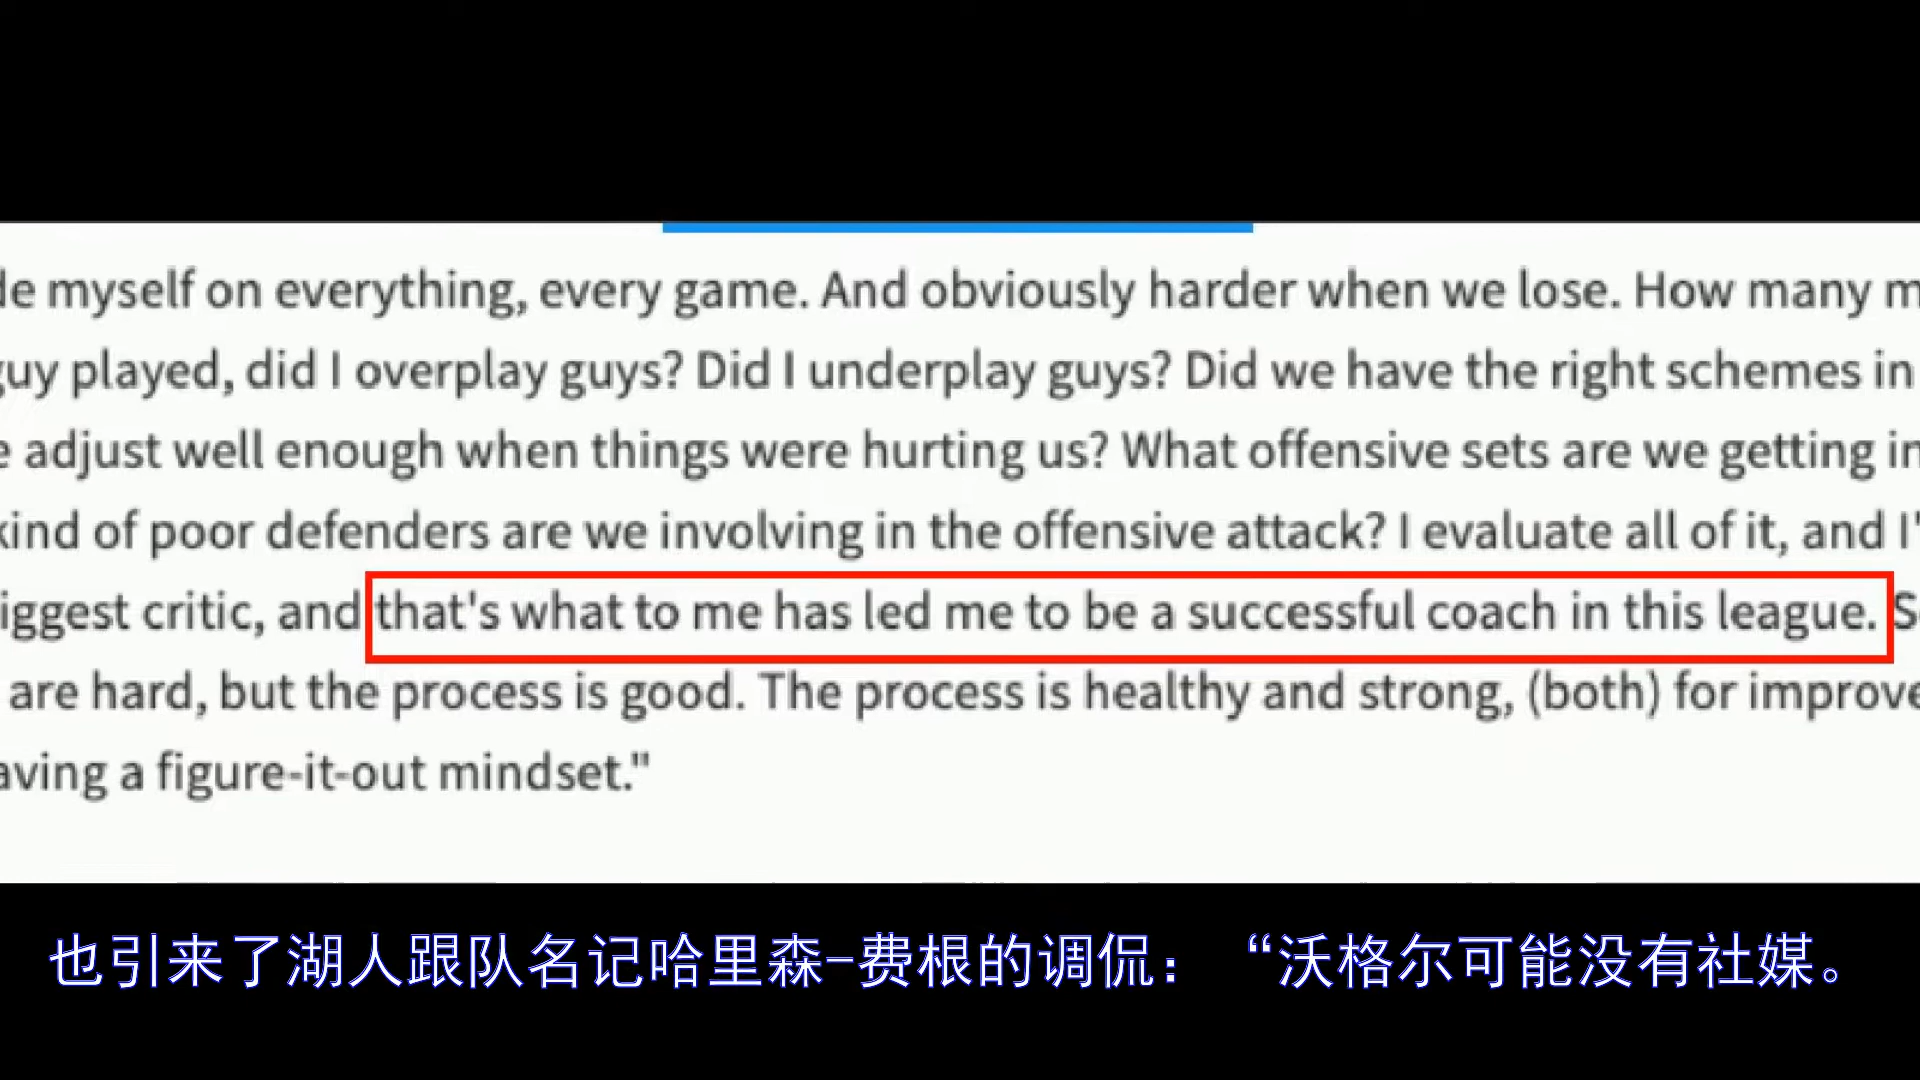 de myself on everything, every game. And obviously harder when we lose. How many m
guy played, did I overplay guys? Did I underplay guys? Did we have the right schemes in
e adjust well enough when things were hurting us? What offensive sets are we getting in
kind of poor defenders are we involving in the offensive attack? I evaluate all of it, and I'
iggest critic, and that's what to me has led me to be a successful coach in this league. S
are hard, but the process is good. The process is healthy and strong, (both) for improve
aving a figure-it-out mindset."
也引来了湖人跟队名记哈里森-费根的调侃：“沃格尔可能没有社媒。